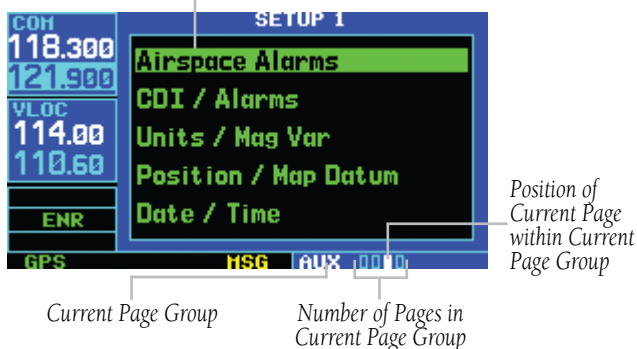 COM
118.300
121.900
VLOC
114.00
110.60
ENR
SETUP 1
Airspace Alarms
CDI / Alarms
Units / Mag Var
Position / Map Datum
Date / Time
GPS
MSG
AUX
Position of
Current Page
within Current
Page Group
Current Page Group
Number of Pages in
Current Page Group